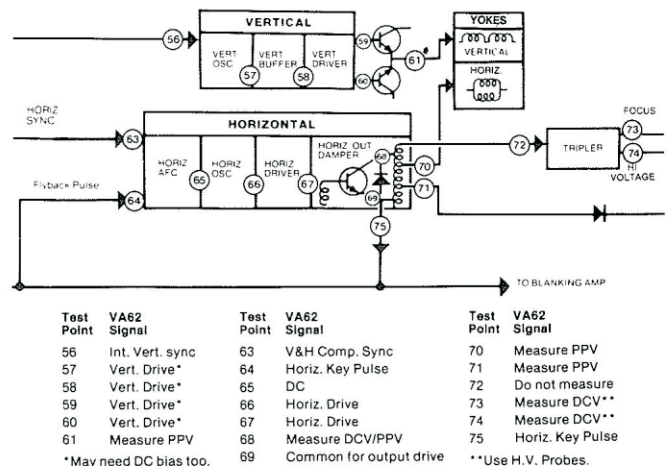 VERTICAL
VERT OSC
VERT BUFFER
VERT DRIVER
56
57
58
59
60
61*
YOKES
VERTICAL
HORIZ.
HORIZ SYNC
HORIZONTAL
63
HORIZ AFC
HORIZ OSC
HORIZ DRIVER
HORIZ OUT
DAMPER
Flyback Pulse
64
65
66
67
68
69
70
71
72
TRIPLER
FOCUS
73
74
HI VOLTAGE
75
TO BLANKING AMP
Test Point VA62 Signal
56 Int. Vert. sync
57 Vert. Drive*
58 Vert. Drive*
59 Vert. Drive*
60 Vert. Drive*
61 Measure PPV
*May need DC bias too.
Test Point VA62 Signal
63 V&H Comp. Sync
64 Horiz. Key Pulse
65 DC
66 Horiz. Drive
67 Horiz. Drive
68 Measure DCV/PPV
69 Common for output drive
Test Point VA62 Signal
70 Measure PPV
71 Measure PPV
72 Do not measure
73 Measure DCV**
74 Measure DCV**
75 Horiz. Key Pulse
**Use H.V. Probes.